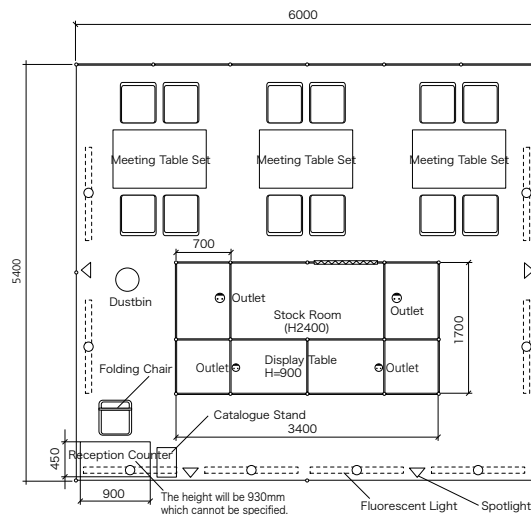 6000
Meeting Table Set
Meeting Table Set
Meeting Table Set
5400
700
Dustbin
Outlet
Stock Room
(H2400)
Outlet
1700
Folding Chair
Outlet
Display Table
H=900
Outlet
Catalogue Stand
3400
450
Reception Counter
900
The height will be 930mm
which cannot be specified.
Fluorescent Light
Spotlight